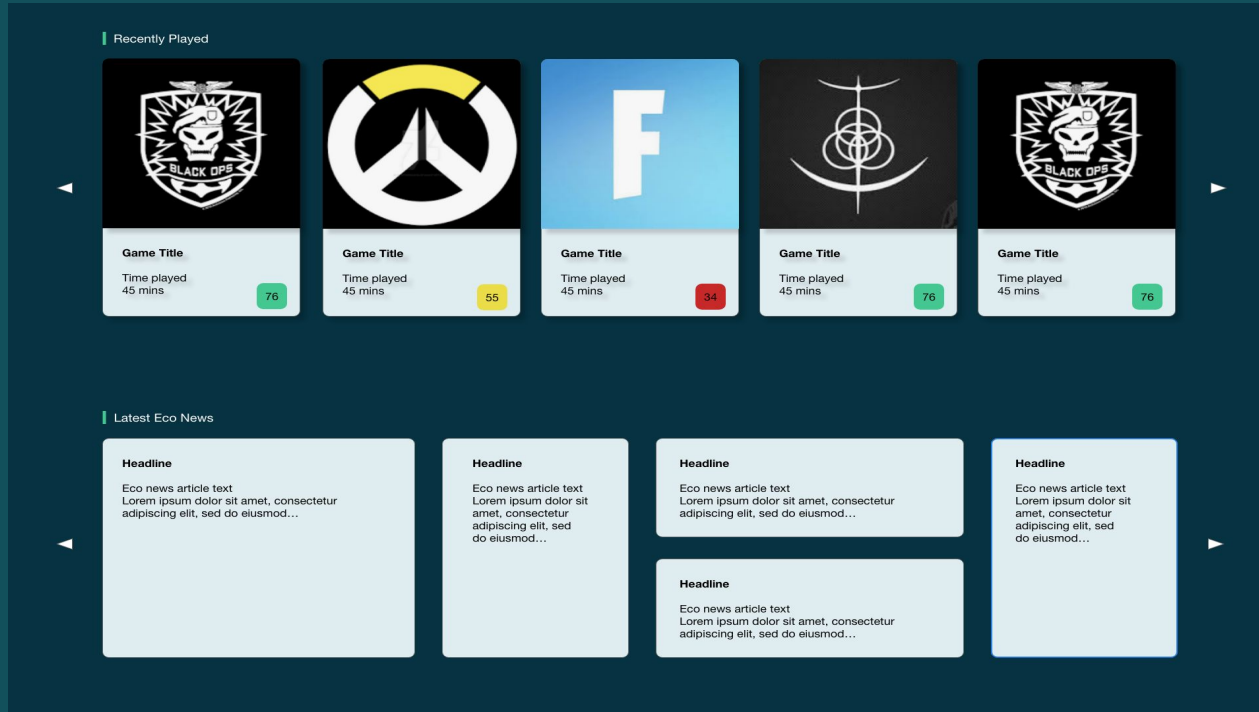 Recently Played
BLACK OPS
F
BLACK OPS
Game Title
Time played
45 mins
76
Game Title
Time played
45 mins
55
Game Title
Time played
45 mins
34
Game Title
Time played
45 mins
76
Game Title
Time played
45 mins
76
Latest Eco News
Headline
Eco news article text
Lorem ipsum dolor sit amet, consectetur
adipiscing elit, sed do eiusmod…
Headline
Eco news article text
Lorem ipsum dolor sit
amet, consectetur
adipiscing elit, sed
do eiusmod…
Headline
Eco news article text
Lorem ipsum dolor sit amet, consectetur
adipiscing elit, sed do eiusmod…
Headline
Eco news article text
Lorem ipsum dolor sit amet, consectetur
adipiscing elit, sed do eiusmod…
Headline
Eco news article text
Lorem ipsum dolor sit
amet, consectetur
adipiscing elit, sed
do eiusmod…